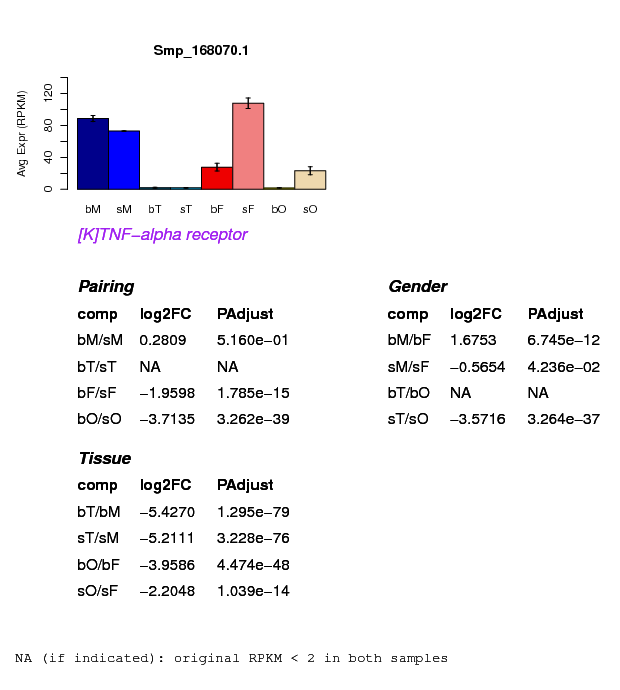 Smp_168070.1
Avg Expr (RPKM)
0 40 80 120
bM sM bT sT bF sF bO sO
[K]TNF−alpha receptor
Pairing
comp log2FC PAdjust
bM/sM 0.2809 5.160e−01
bT/sT NA NA
bF/sF −1.9598 1.785e−15
bO/sO −3.7135 3.262e−39
Gender
comp log2FC PAdjust
bM/bF 1.6753 6.745e−12
sM/sF −0.5654 4.236e−02
bT/bO NA NA
sT/sO −3.5716 3.264e−37
Tissue
comp log2FC PAdjust
bT/bM −5.4270 1.295e−79
sT/sM −5.2111 3.228e−76
bO/bF −3.9586 4.474e−48
sO/sF −2.2048 1.039e−14
NA (if indicated): original RPKM < 2 in both samples